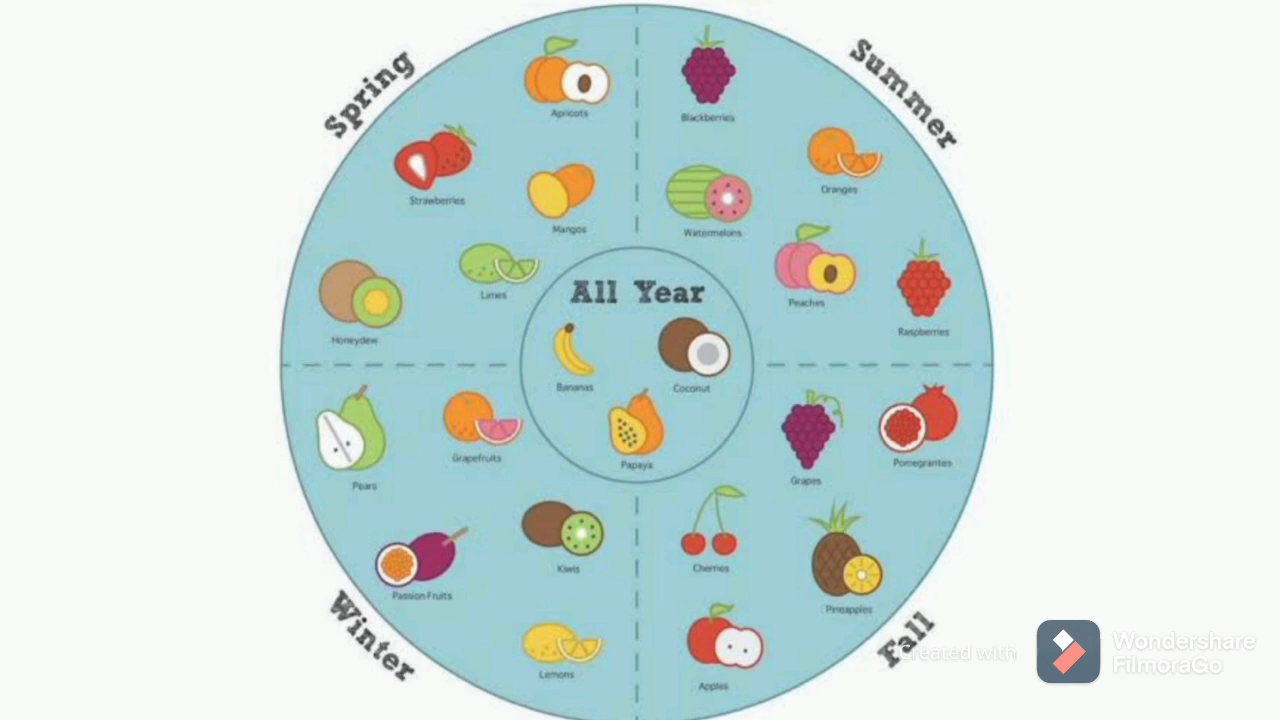 Spring
Apricots
Strawberries
Mangos
Limes
Honeydew
Summer
Blackberries
Oranges
Watermelons
Peaches
Raspberries
All Year
Bananas
Coconut
Papaya
Pears
Grapefruits
Kiwis
Passion Fruits
Lemons
Winter
Grapes
Pomegrantes
Pineapples
Apples
Fall
Created with
Wondershare
FilmoraGo